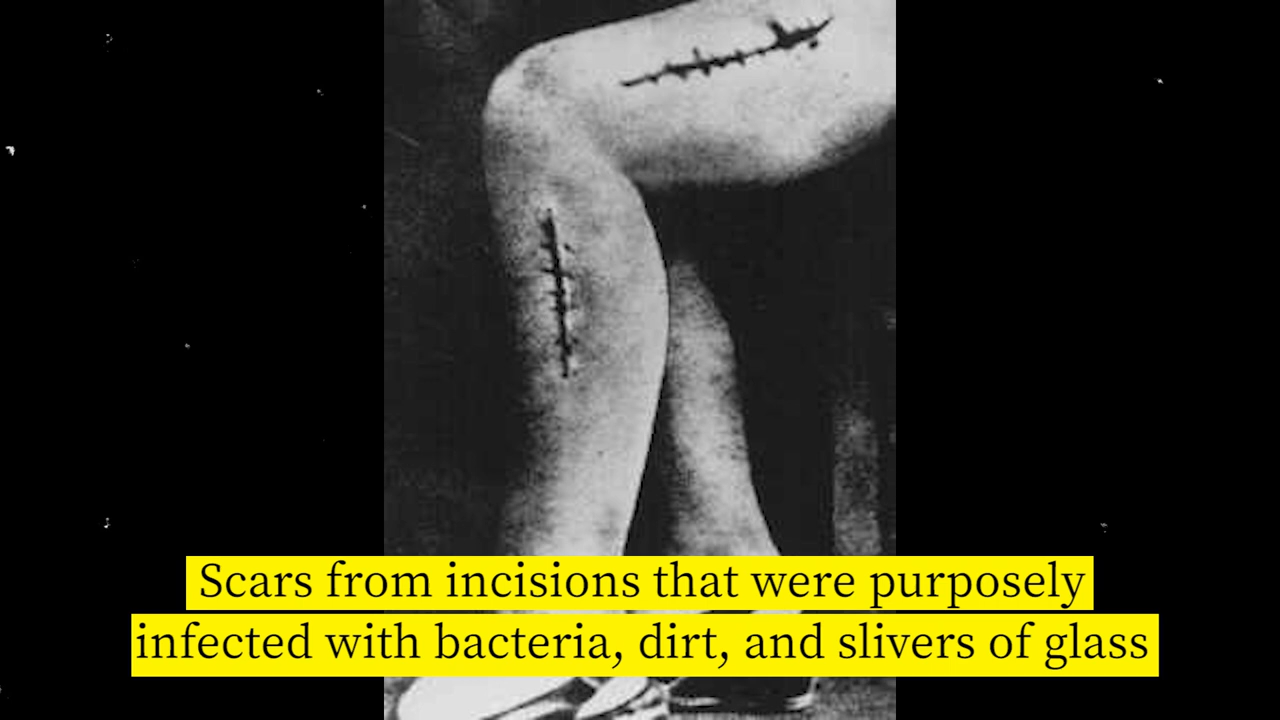 Scars from incisions that were purposely
infected with bacteria, dirt, and slivers of glass